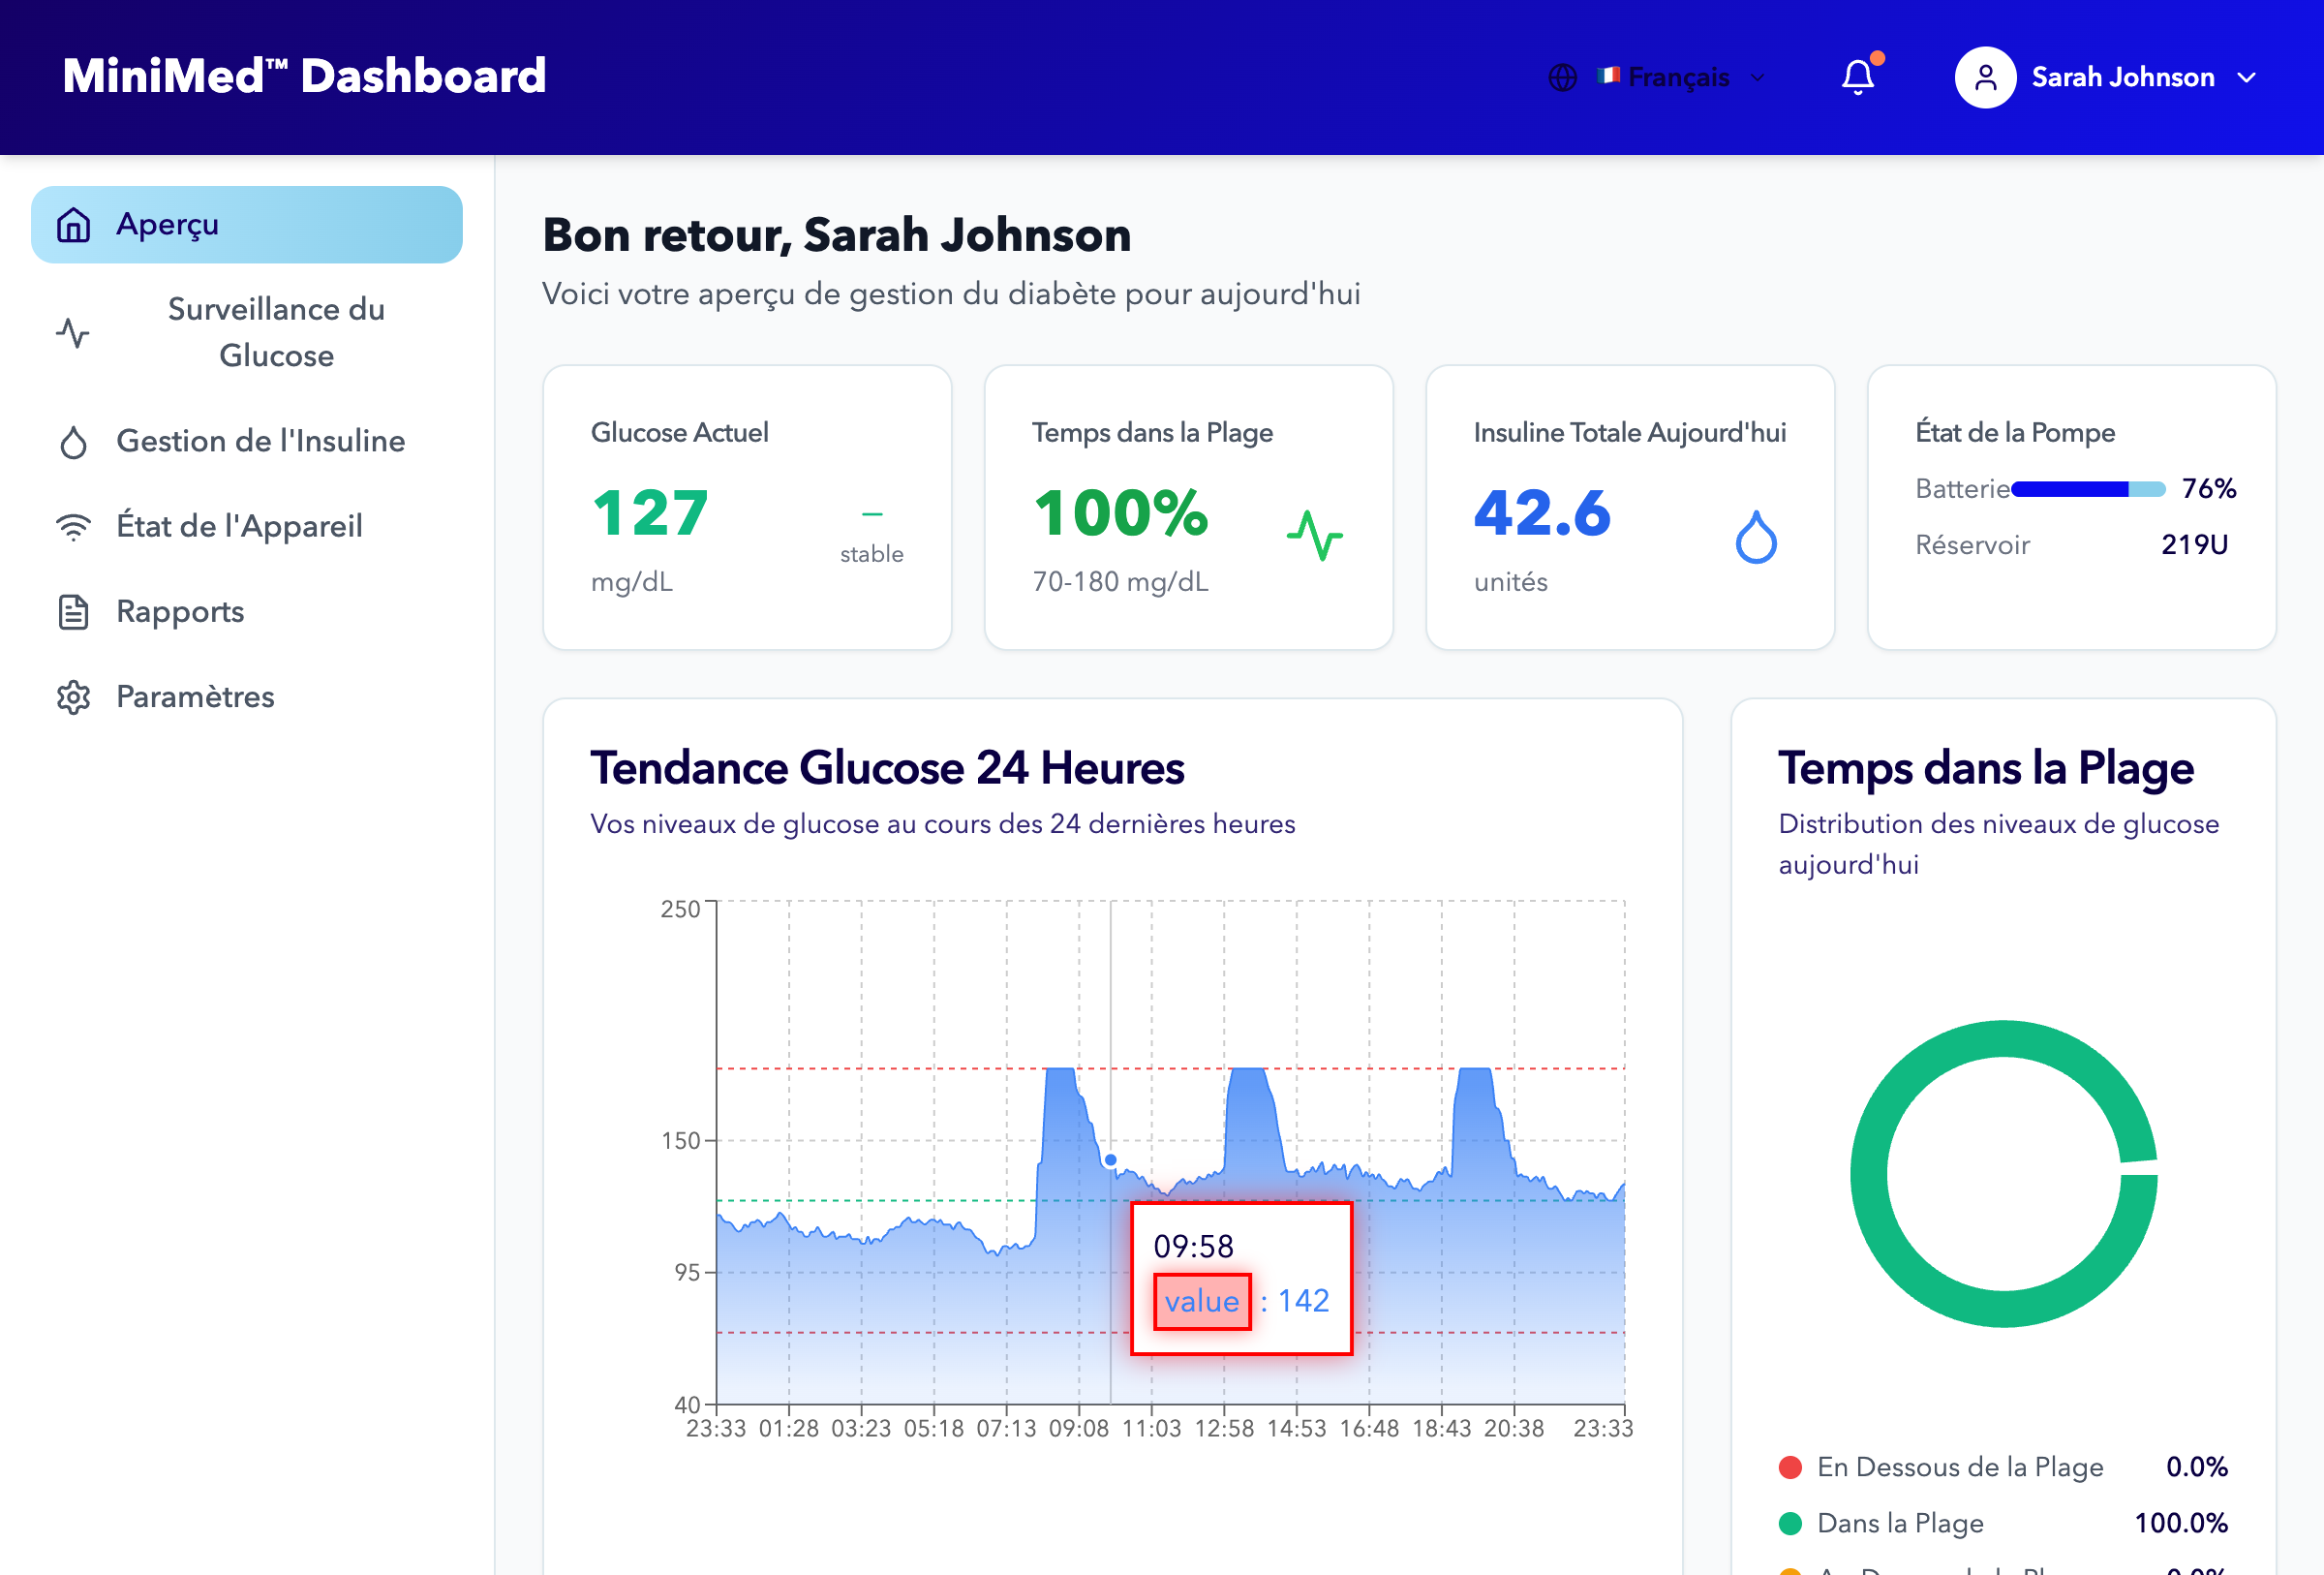 MiniMed™ Dashboard
Français
Sarah Johnson
Aperçu
Surveillance du
Glucose
Gestion de l'Insuline
État de l'Appareil
Rapports
Paramètres
Bon retour, Sarah Johnson
Voici votre aperçu de gestion du diabète pour aujourd'hui
Glucose Actuel
127
mg/dL
stable
Temps dans la Plage
100%
70-180 mg/dL
Insuline Totale Aujourd'hui
42.6
unités
État de la Pompe
Batterie 76%
Réservoir 219U
Tendance Glucose 24 Heures
Vos niveaux de glucose au cours des 24 dernières heures
250
150
95
40
23:33 01:28 03:23 05:18 07:13 09:08 11:03 12:58 14:53 16:48 18:43 20:38 23:33
09:58
value : 142
Temps dans la Plage
Distribution des niveaux de glucose
aujourd'hui
En Dessous de la Plage 0.0%
Dans la Plage 100.0%